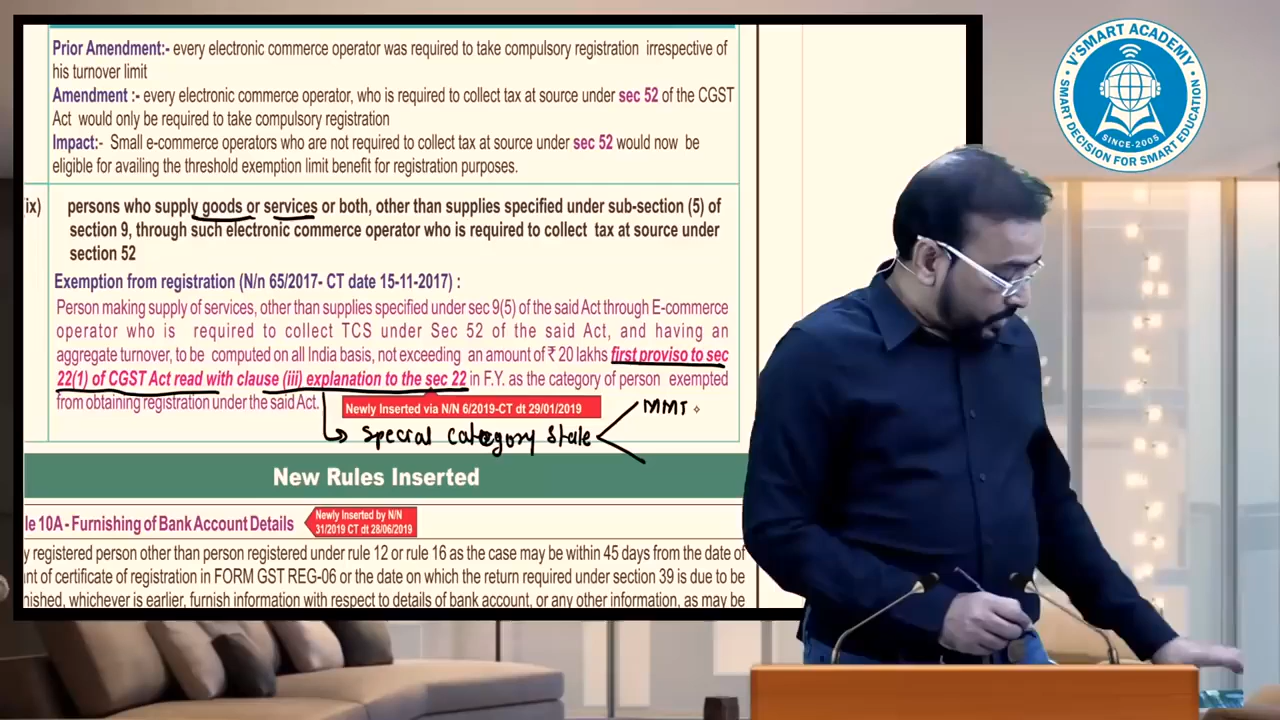 Prior Amendment:- every electronic commerce operator was required to take compulsory registration irrespective of
his turnover limit
Amendment :- every electronic commerce operator, who is required to collect tax at source under sec 52 of the CGST
Act would only be required to take compulsory registration
Impact:- Small e-commerce operators who are not required to collect tax at source under sec 52 would now be
eligible for availing the threshold exemption limit benefit for registration purposes.
ix) persons who supply goods or services or both, other than supplies specified under sub-section (5) of
section 9, through such electronic commerce operator who is required to collect tax at source under
section 52
Exemption from registration (N/n 65/2017- CT date 15-11-2017) :
Person making supply of services, other than supplies specified under sec 9(5) of the said Act through E-commerce
operator who is required to collect TCS under Sec 52 of the said Act, and having an
aggregate turnover, to be computed on all India basis, not exceeding an amount of ₹ 20 lakhs first proviso to sec
22(1) of CGST Act read with clause (iii) explanation to the sec 22 in F.Y. as the category of person exempted
from obtaining registration under the said Act. Newly Inserted via N/N 6/2019-CT dt 29/01/2019
MMT
Special Category State
New Rules Inserted
le 10A - Furnishing of Bank Account Details
Newly Inserted by N/N
31/2019 CT dt 28/06/2019
y registered person other than person registered under rule 12 or rule 16 as the case may be within 45 days from the date of
nt of certificate of registration in FORM GST REG-06 or the date on which the return required under section 39 is due to be
nished, whichever is earlier, furnish information with respect to details of bank account, or any other information, as may be
V'SMART ACADEMY
SINCE-2005
SMART DECISION FOR SMART EDUCATION